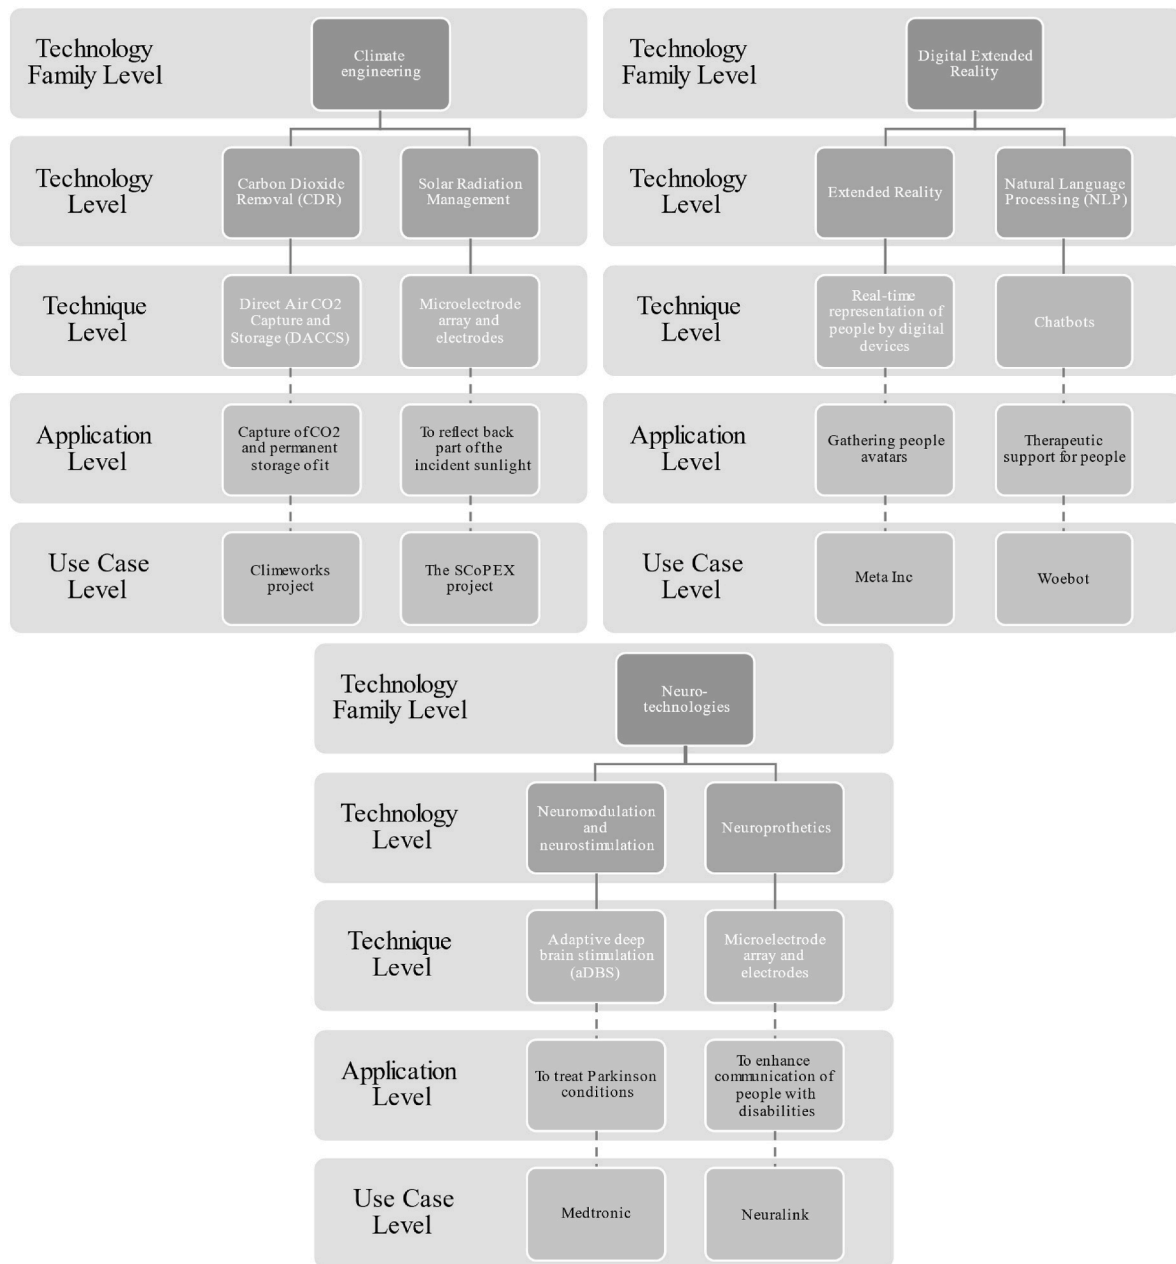 Technology
Family Level
Climate
engineering
Technology
Level
Carbon Dioxide
Removal (CDR)
Solar Radiation
Management
Technique
Level
Direct Air CO2
Capture and
Storage (DACCS)
Microelectrode
array and
electrodes
Application
Level
Capture of CO2
and permanent
storage of it
To reflect back
part of the
incident sunlight
Use Case
Level
Climeworks
project
The SCoPEX
project
Technology
Family Level
Digital Extended
Reality
Technology
Level
Extended Reality
Natural Language
Processing (NLP)
Technique
Level
Real-time
representation of
people by digital
devices
Chatbots
Application
Level
Gathering people
avatars
Therapeutic
support for people
Use Case
Level
Meta Inc
Woebot
Technology
Family Level
Neuro-
technologies
Technology
Level
Neuromodulation
and
neurostimulation
Neuroprothetics
Technique
Level
Adaptive deep
brain stimulation
(aDBS)
Microelectrode
array and
electrodes
Application
Level
To treat Parkinson
conditions
To enhance
communication of
people with
disabilities
Use Case
Level
Medtronic
Neuralink